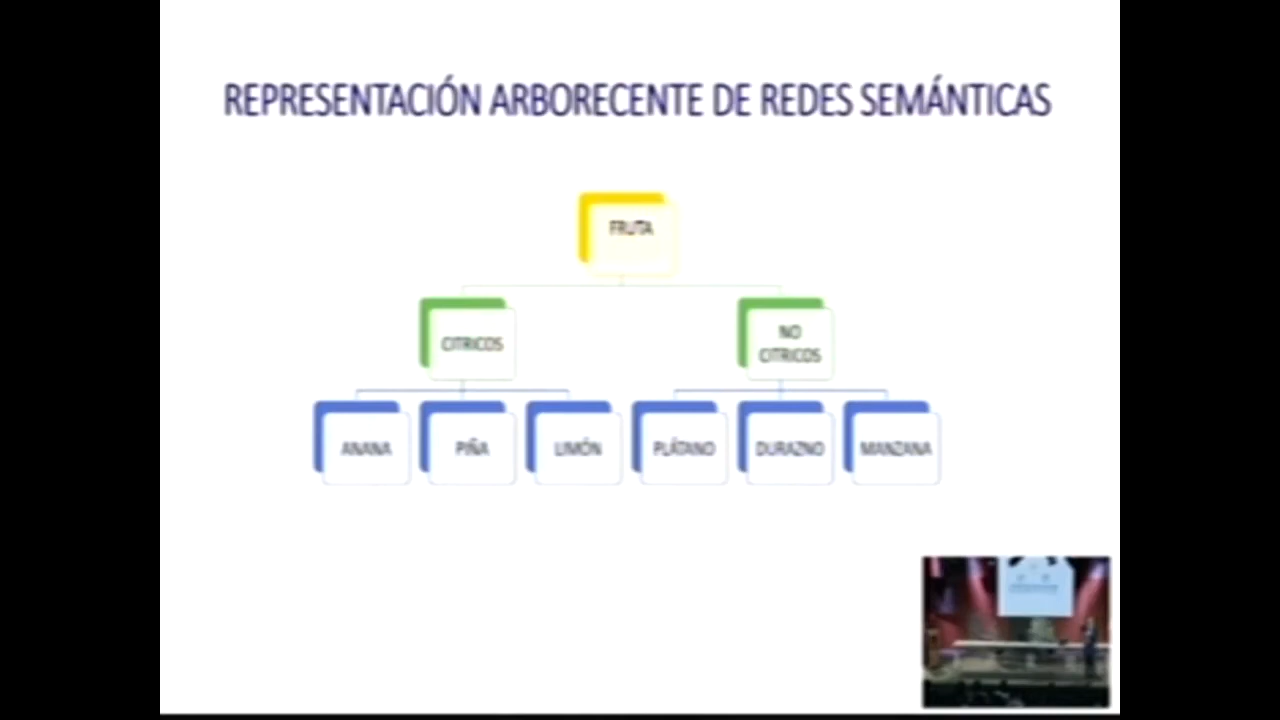 REPRESENTACIÓN ARBORECENTE DE REDES SEMÁNTICAS
FRUTA
CITRICOS
NO
CITRICOS
ANANA
PIÑA
LIMÓN
PLÁTANO
DURAZNO
MANZANA